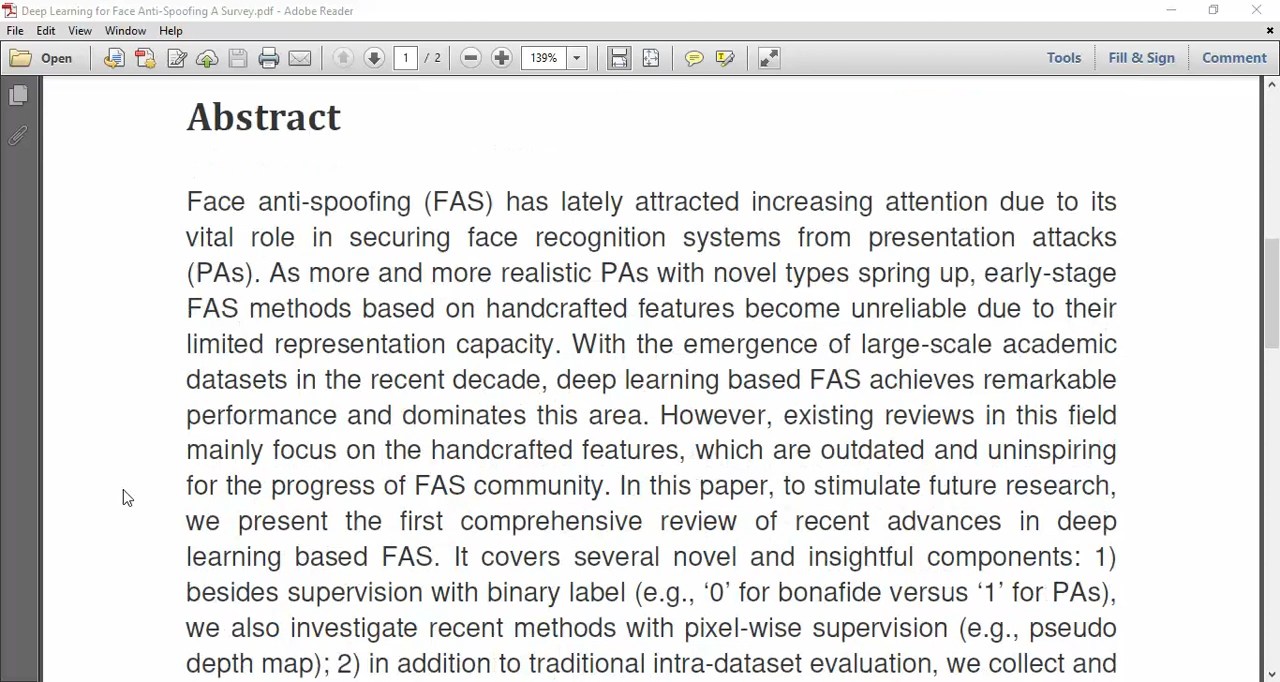 Deep Learning for Face Anti-Spoofing A Survey.pdf - Adobe Reader
File Edit View Window Help
Open 1 / 2 139% Tools Fill & Sign Comment
Abstract
Face anti-spoofing (FAS) has lately attracted increasing attention due to its
vital role in securing face recognition systems from presentation attacks
(PAs). As more and more realistic PAs with novel types spring up, early-stage
FAS methods based on handcrafted features become unreliable due to their
limited representation capacity. With the emergence of large-scale academic
datasets in the recent decade, deep learning based FAS achieves remarkable
performance and dominates this area. However, existing reviews in this field
mainly focus on the handcrafted features, which are outdated and uninspiring
for the progress of FAS community. In this paper, to stimulate future research,
we present the first comprehensive review of recent advances in deep
learning based FAS. It covers several novel and insightful components: 1)
besides supervision with binary label (e.g., ‘0’ for bonafide versus ‘1’ for PAs),
we also investigate recent methods with pixel-wise supervision (e.g., pseudo
depth map); 2) in addition to traditional intra-dataset evaluation, we collect and